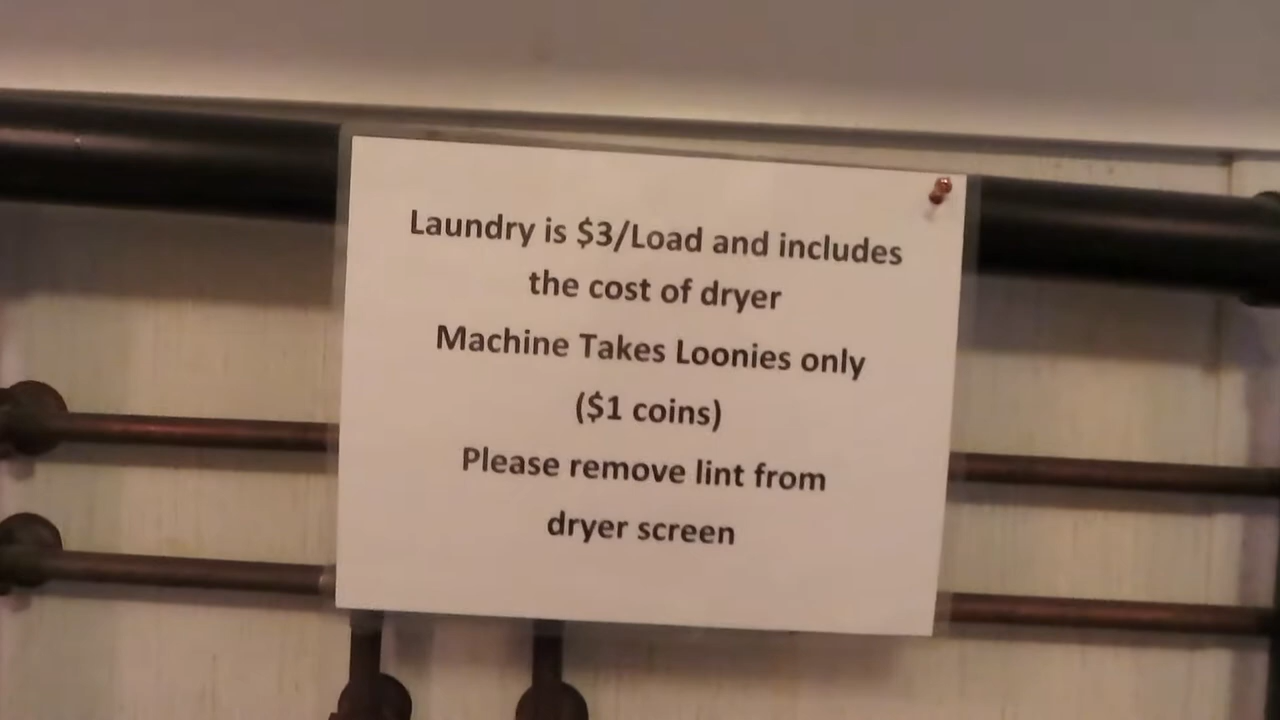 Laundry is $3/Load and includes
the cost of dryer
Machine Takes Loonies only
($1 coins)
Please remove lint from
dryer screen